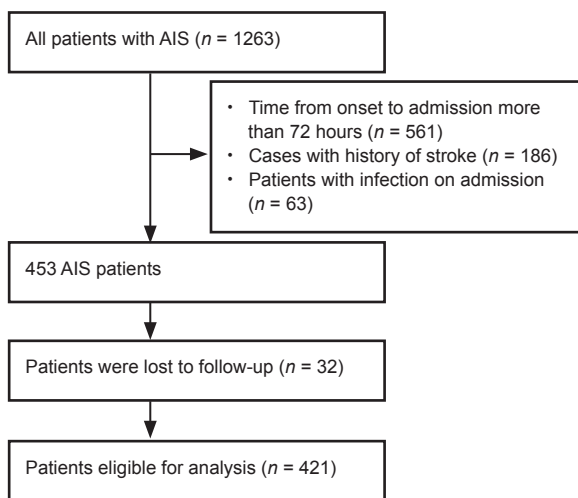 All patients with AIS (n = 1263)
· Time from onset to admission more
than 72 hours (n = 561)
· Cases with history of stroke (n = 186)
· Patients with infection on admission
(n = 63)
453 AIS patients
Patients were lost to follow-up (n = 32)
Patients eligible for analysis (n = 421)